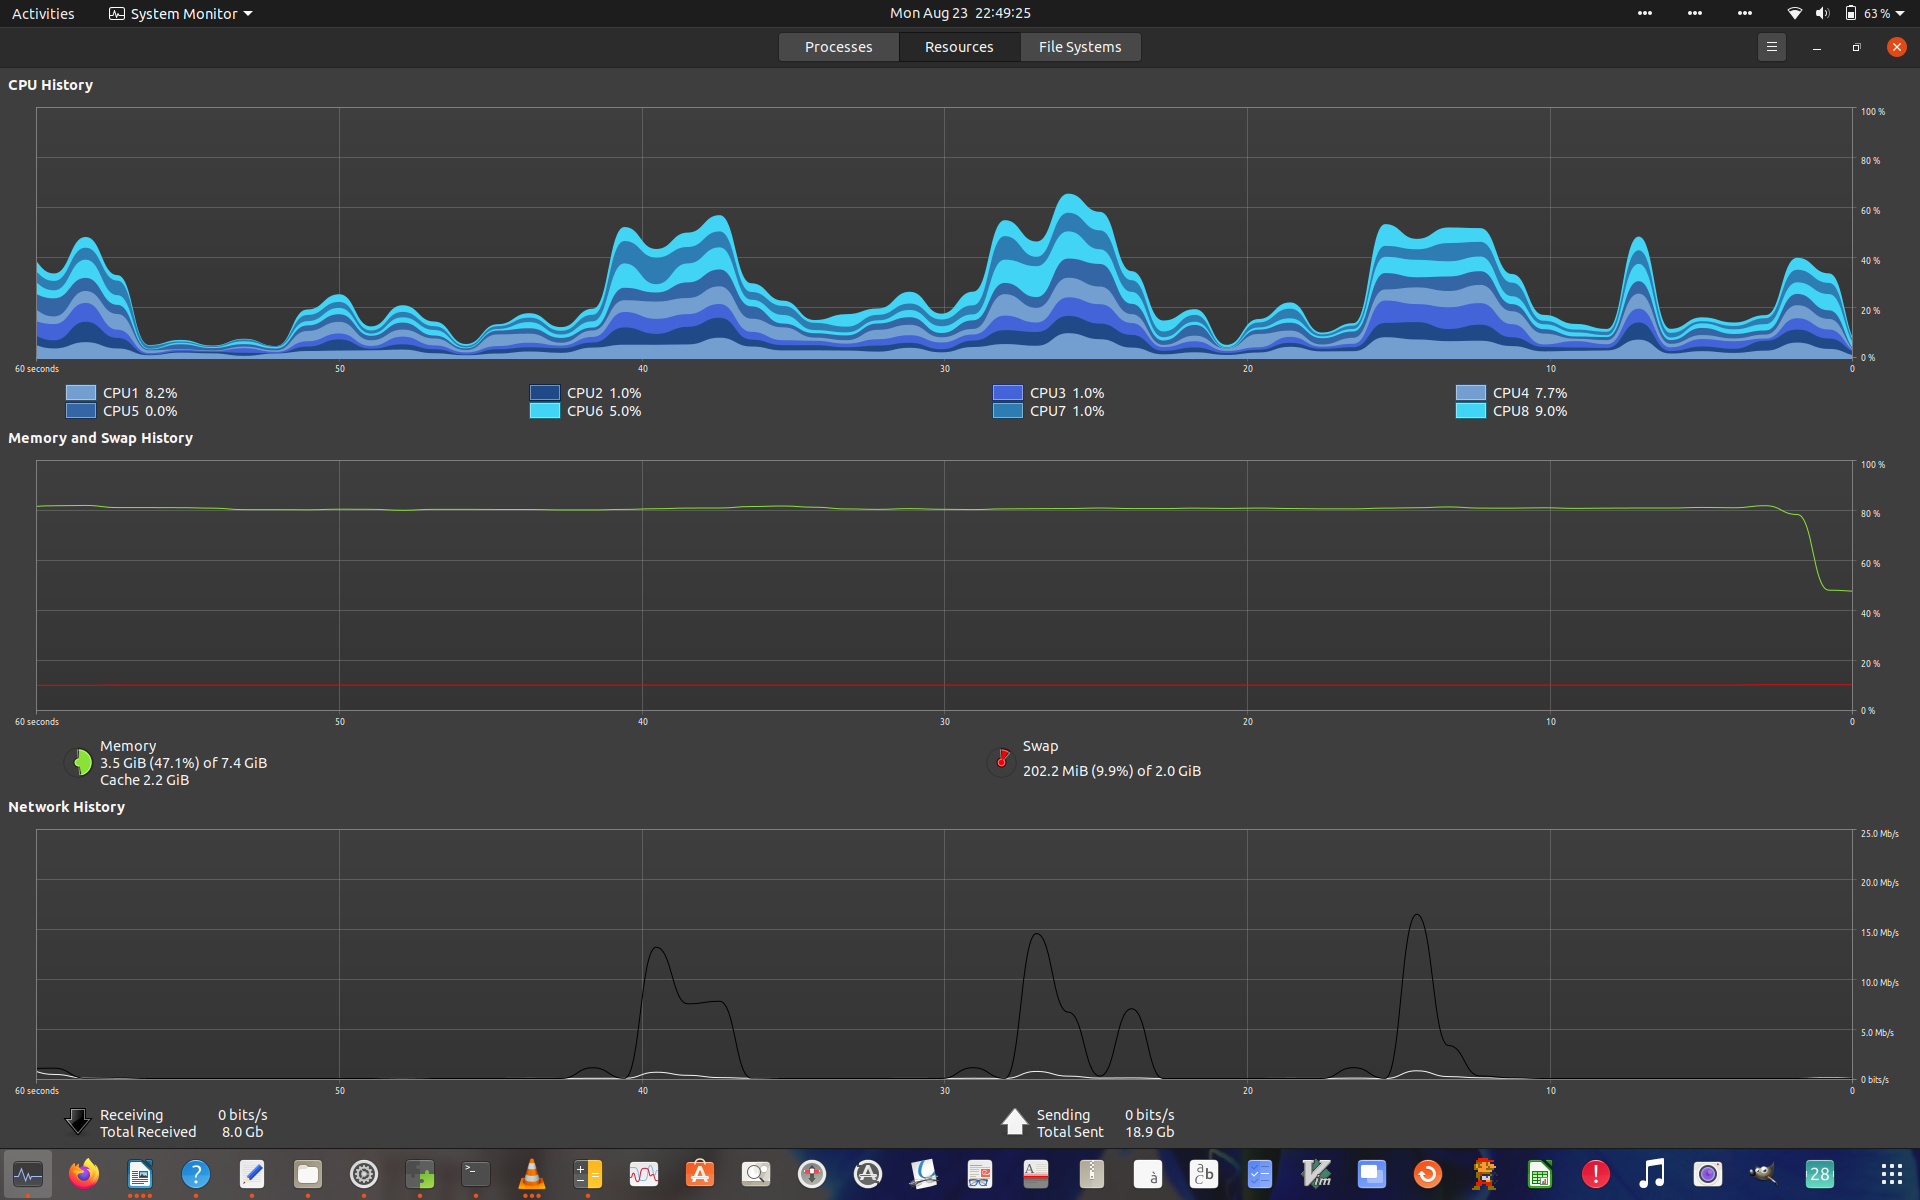 Activities System Monitor Mon Aug 23 22:49:25 63 %
Processes Resources File Systems
CPU History
100 %
80 %
60 %
40 %
20 %
0 %
60 seconds 50 40 30 20 10 0
CPU1 8.2% CPU2 1.0% CPU3 1.0% CPU4 7.7%
CPU5 0.0% CPU6 5.0% CPU7 1.0% CPU8 9.0%
Memory and Swap History
100 %
80 %
60 %
40 %
20 %
0 %
60 seconds 50 40 30 20 10 0
Memory
3.5 GiB (47.1%) of 7.4 GiB
Cache 2.2 GiB
Swap
202.2 MiB (9.9%) of 2.0 GiB
Network History
25.0 Mb/s
20.0 Mb/s
15.0 Mb/s
10.0 Mb/s
5.0 Mb/s
0 bits/s
60 seconds 50 40 30 20 10 0
Receiving 0 bits/s
Total Received 8.0 Gb
Sending 0 bits/s
Total Sent 18.9 Gb
28